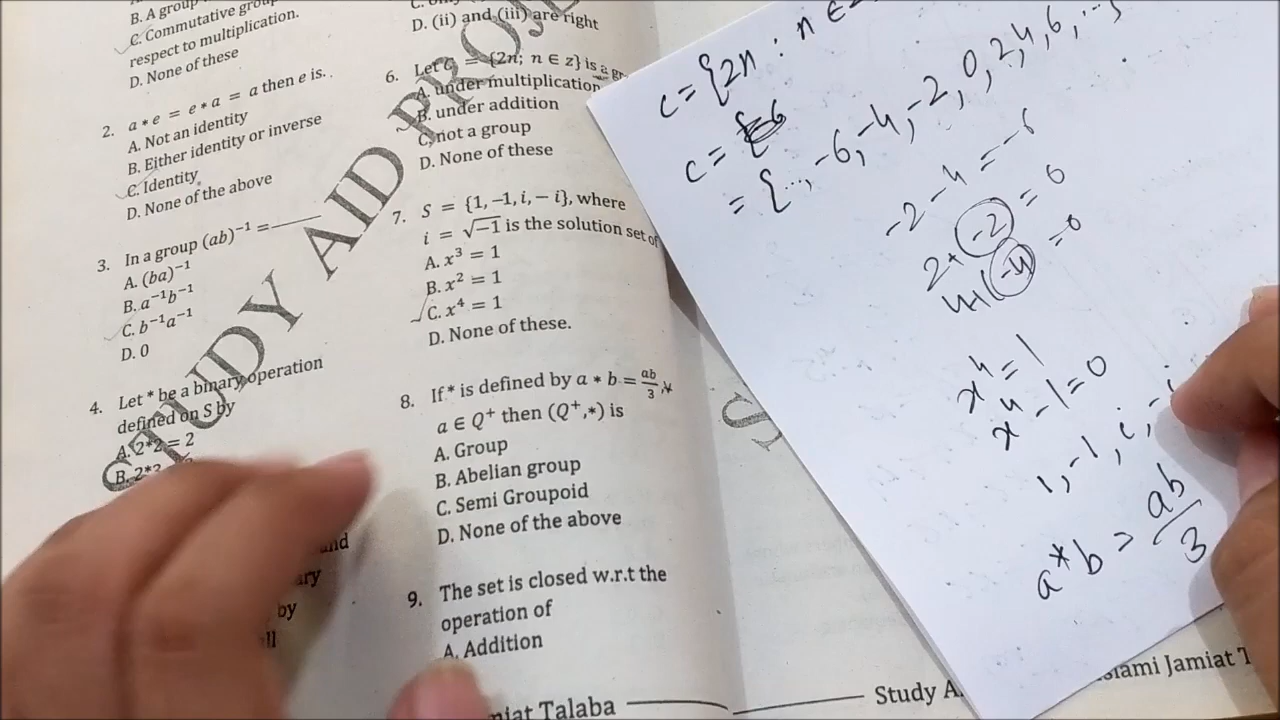 B. A group
C. Commutative group
respect to multiplication.
D. None of these
2. a * e = e * a = a then e is.
A. Not an identity
B. Either identity or inverse
C. Identity
D. None of the above
3. In a group (ab)⁻¹ =
A. (ba)⁻¹
B. a⁻¹b⁻¹
C. b⁻¹a⁻¹
D. 0
4. Let * be a binary operation
defined on S by
A. 2*2 = 2
B. 2*2
and
by
D. (ii) and (iii) are right
6. Let = {2n; n ∈ z} is a
A. under multiplication
B. under addition
C. not a group
D. None of these
7. S = {1, −1, i, − i}, where
i = √−1 is the solution set of
A. x³ = 1
B. x² = 1
C. x⁴ = 1
D. None of these.
8. If * is defined by a * b = ab/3,
a ∈ Q⁺ then (Q⁺,*) is
A. Group
B. Abelian group
C. Semi Groupoid
D. None of the above
9. The set is closed w.r.t the
operation of
A. Addition
Talaba
Study
Jamiat
STUDY AID
S
C = {2n : n ∈
C = {
= {..., -6, -4, -2, 0, 2, 4, 6, ...}
-2 - 4 = -6
2 + (-2) = 0
4 + (-4) = 0
x⁴ = 1
x⁴ - 1 = 0
1, -1, i, -i
a * b = ab/3